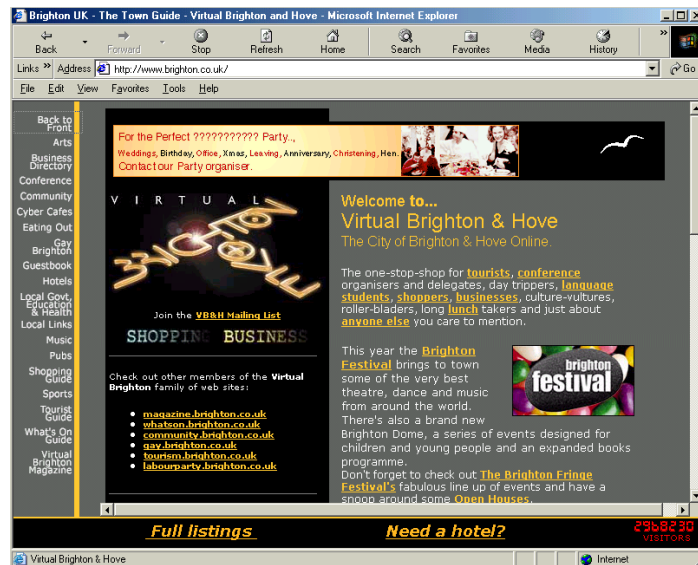 Brighton UK - The Town Guide - Virtual Brighton and Hove - Microsoft Internet Explorer
Back Forward Stop Refresh Home Search Favorites Media History »
Links » Address http://www.brighton.co.uk/ Go
File Edit View Favorites Tools Help
Back to
Front
Arts
Business
Directory
Conference
Community
Cyber Cafes
Eating Out
Gay
Brighton
Guestbook
Hotels
Local Govt,
Education
& Health
Local Links
Music
Pubs
Shopping
Guide
Sports
Tourist
Guide
What's On
Guide
Virtual
Brighton
Magazine
For the Perfect ??????????? Party..,
Weddings, Birthday, Office, Xmas, Leaving, Anniversary, Christening, Hen.
Contact our Party organiser.
VIRTUAL
BRIGHTON
HOVE
Join the VB&H Mailing List
SHOPPING BUSINESS
Check out other members of the Virtual
Brighton family of web sites:
magazine.brighton.co.uk
whatson.brighton.co.uk
community.brighton.co.uk
gay.brighton.co.uk
tourism.brighton.co.uk
labourparty.brighton.co.uk
Welcome to...
Virtual Brighton & Hove
The City of Brighton & Hove Online.
The one-stop-shop for tourists, conference
organisers and delegates, day trippers, language
students, shoppers, businesses, culture-vultures,
roller-bladers, long lunch takers and just about
anyone else you care to mention.
This year the Brighton
Festival brings to town
some of the very best
theatre, dance and music
from around the world.
There's also a brand new
Brighton Dome, a series of events designed for
children and young people and an expanded books
programme.
Don't forget to check out The Brighton Fringe
Festival's fabulous line up of events and have a
snoop around some Open Houses.
brighton
festival
Full listings Need a hotel?
2968230
VISITORS
Virtual Brighton & Hove Internet